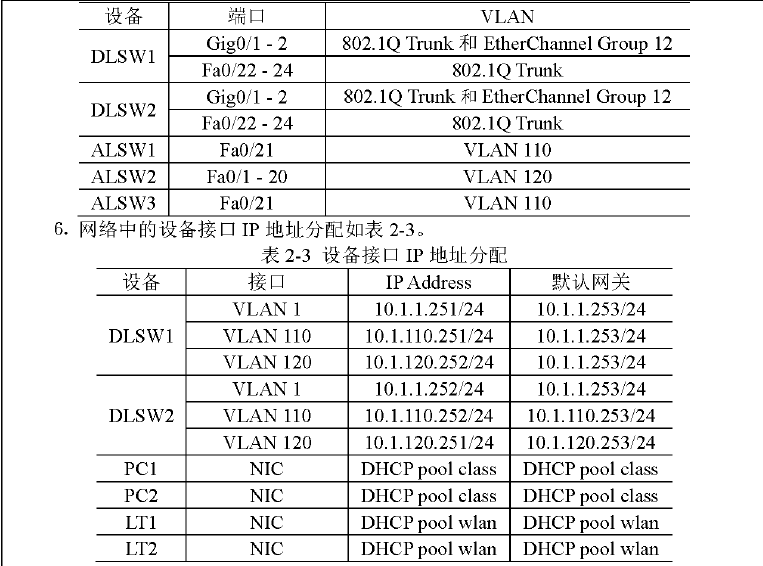 设备 端口 VLAN
DLSW1 Gig0/1 - 2 802.1Q Trunk 和 EtherChannel Group 12
Fa0/22 - 24 802.1Q Trunk
DLSW2 Gig0/1 - 2 802.1Q Trunk 和 EtherChannel Group 12
Fa0/22 - 24 802.1Q Trunk
ALSW1 Fa0/21 VLAN 110
ALSW2 Fa0/1 - 20 VLAN 120
ALSW3 Fa0/21 VLAN 110
6. 网络中的设备接口 IP 地址分配如表 2-3。
表 2-3 设备接口 IP 地址分配
设备 接口 IP Address 默认网关
DLSW1 VLAN 1 10.1.1.251/24 10.1.1.253/24
VLAN 110 10.1.110.251/24 10.1.1.253/24
VLAN 120 10.1.120.251/24 10.1.1.253/24
DLSW2 VLAN 1 10.1.1.252/24 10.1.1.253/24
VLAN 110 10.1.110.252/24 10.1.110.253/24
VLAN 120 10.1.120.251/24 10.1.120.253/24
PC1 NIC DHCP pool class DHCP pool class
PC2 NIC DHCP pool class DHCP pool class
LT1 NIC DHCP pool wlan DHCP pool wlan
LT2 NIC DHCP pool wlan DHCP pool wlan